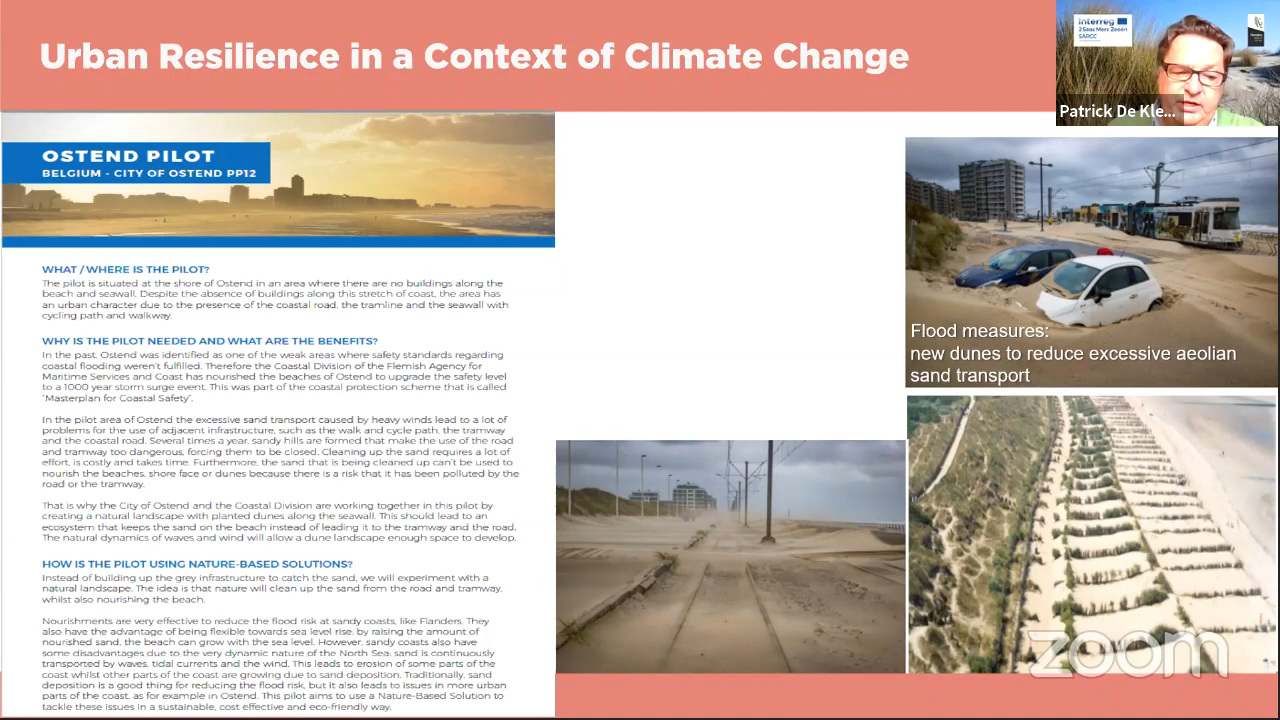 Urban Resilience in a Context of Climate Change
Interreg
2 Seas Mers Zeeën
SARCC
Patrick De Kle...
OSTEND PILOT
BELGIUM - CITY OF OSTEND PP12
WHAT / WHERE IS THE PILOT?
The pilot is situated at the shore of Ostend in an area where there are no buildings along the
beach and seawall. Despite the absence of buildings along this stretch of coast, the area has
an urban character due to the presence of the coastal road, the tramline and the seawall with
cycling path and walkway.
WHY IS THE PILOT NEEDED AND WHAT ARE THE BENEFITS?
In the past, Ostend was identified as one of the weak areas where safety standards regarding
coastal flooding weren't fulfilled. Therefore the Coastal Division of the Flemish Agency for
Maritime Services and Coast has nourished the beaches of Ostend to upgrade the safety level
to a 1000 year storm surge event. This was part of the coastal protection scheme that is called
"Masterplan for Coastal Safety".
In the pilot area of Ostend the excessive sand transport caused by heavy winds lead to a lot of
problems for the use of adjacent infrastructure, such as the walk and cycle path, the tramway
and the coastal road. Several times a year, sandy hills are formed that make the use of the road
and tramway too dangerous, forcing them to be closed. Cleaning up the sand requires a lot of
effort, is costly and takes time. Furthermore, the sand that is being cleaned up can't be used to
nourish the beaches, shore face or dunes because there is a risk that it has been polluted by the
road or the tramway.
That is why the City of Ostend and the Coastal Division are working together in this pilot by
creating a natural landscape with planted dunes along the seawall. This should lead to an
ecosystem that keeps the sand on the beach instead of leading it to the tramway and the road.
The natural dynamics of waves and wind will allow a dune landscape enough space to develop.
HOW IS THE PILOT USING NATURE-BASED SOLUTIONS?
Instead of building up the grey infrastructure to catch the sand, we will experiment with a
natural landscape. The idea is that nature will clean up the sand from the road and tramway,
whilst also nourishing the beach.
Nourishments are very effective to reduce the flood risk at sandy coasts, like Flanders. They
also have the advantage of being flexible towards sea level rise, by raising the amount of
nourished sand, the beach can grow with the sea level. However, sandy coasts also have
some disadvantages due to the very dynamic nature of the North Sea: sand is continuously
transported by waves, tidal currents and the wind. This leads to erosion of some parts of the
coast whilst other parts of the coast are growing due to sand deposition. Traditionally, sand
deposition is a good thing for reducing the flood risk, but it also leads to issues in more urban
parts of the coast, as for example in Ostend. This pilot aims to use a Nature-Based Solution to
tackle these issues in a sustainable, cost effective and eco-friendly way.
Flood measures:
new dunes to reduce excessive aeolian
sand transport
zoom